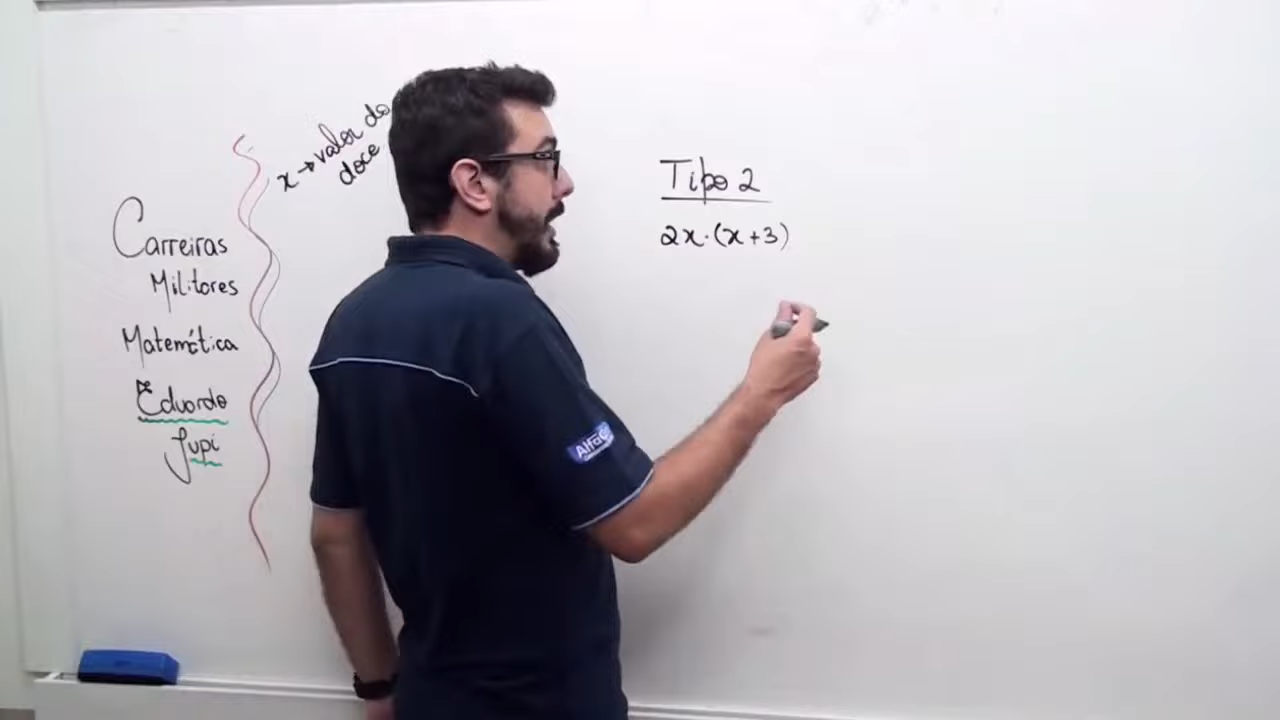 Carreiras
Militares
Matemática
Eduardo
Jupi
x → valor do
doce
Tipo 2
2x·(x+3)